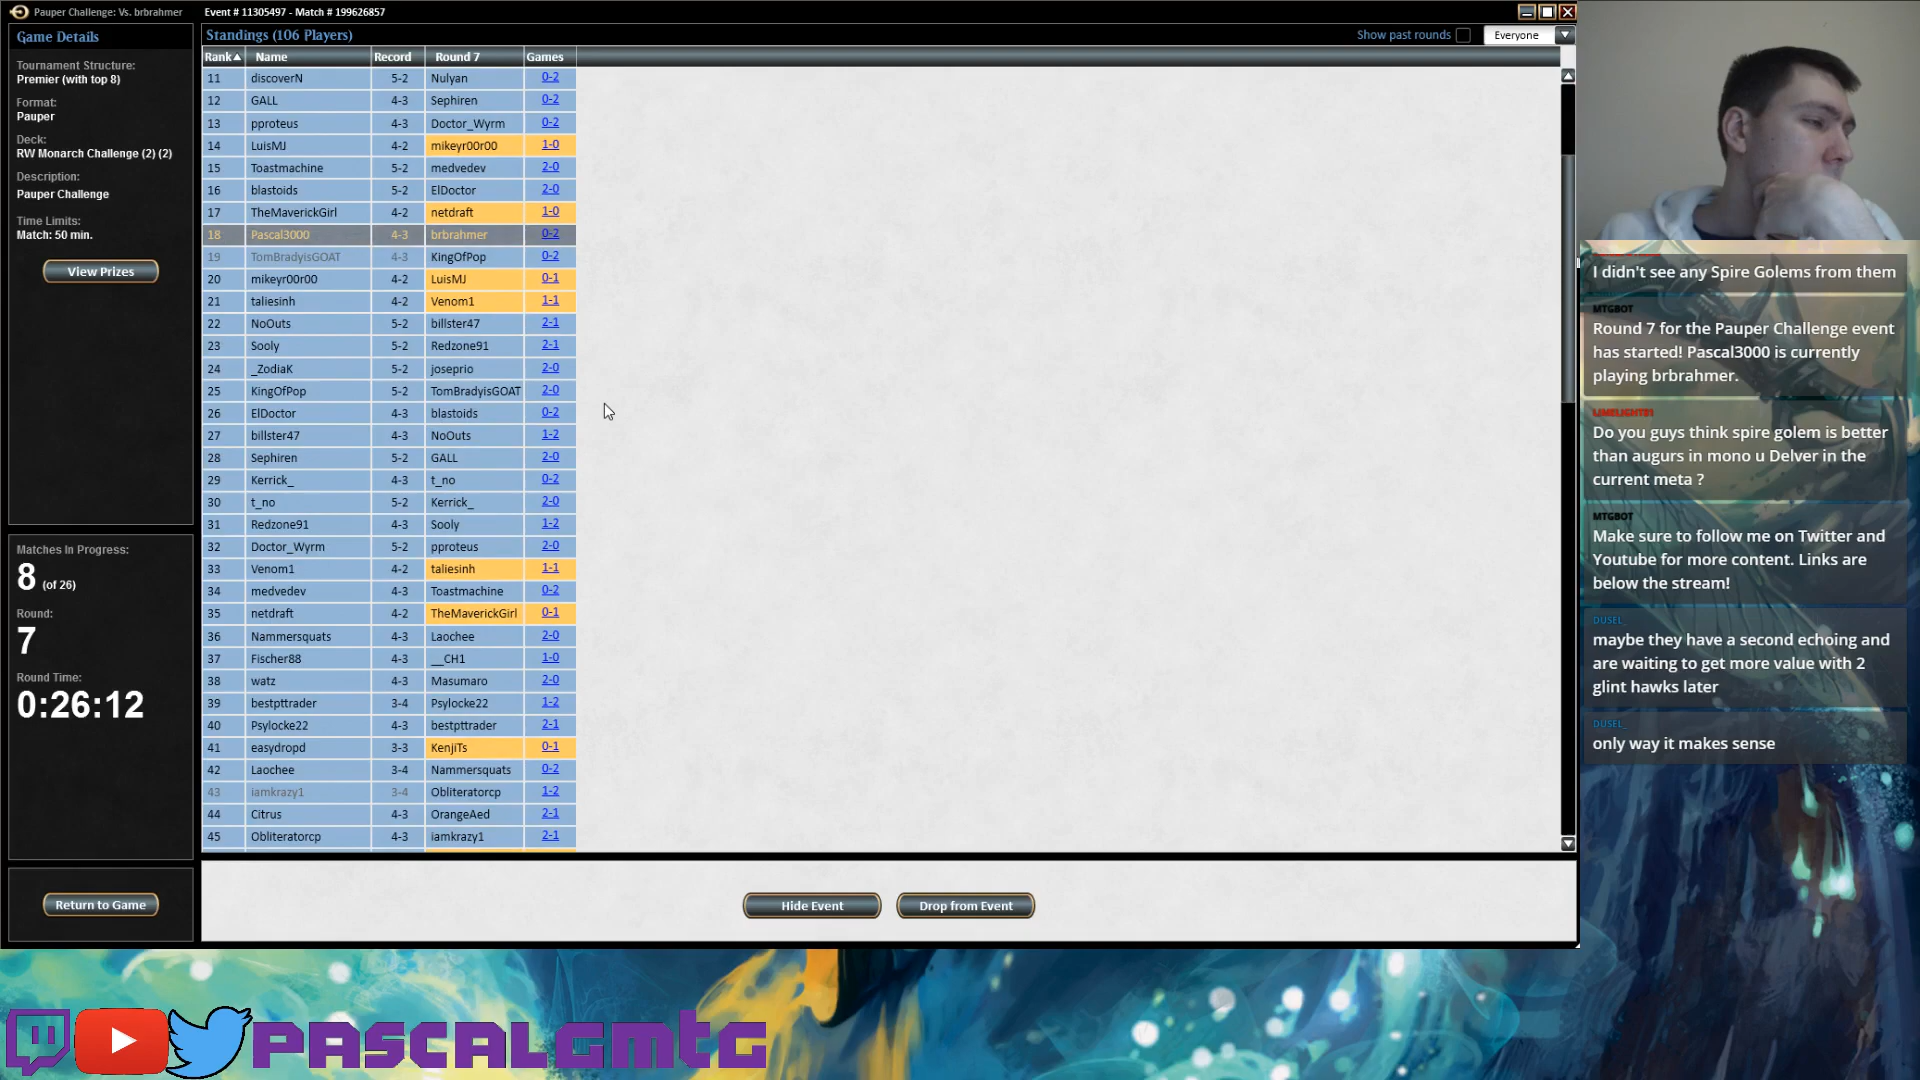 Pauper Challenge: Vs. brbrahmer
Event # 11305497 - Match # 199626857
Game Details
Tournament Structure:
Premier (with top 8)
Format:
Pauper
Deck:
RW Monarch Challenge (2) (2)
Description:
Pauper Challenge
Time Limits:
Match: 50 min.
View Prizes
Matches In Progress:
8 (of 26)
Round:
7
Round Time:
0:26:12
Return to Game
Standings (106 Players)
Show past rounds
Everyone
Rank Name Record Round 7 Games
11 discoverN 5-2 Nulyan 0-2
12 GALL 4-3 Sephiren 0-2
13 pproteus 4-3 Doctor_Wyrm 0-2
14 LuisMJ 4-2 mikeyr00r00 1-0
15 Toastmachine 5-2 medvedev 2-0
16 blastoids 5-2 ElDoctor 2-0
17 TheMaverickGirl 4-2 netdraft 1-0
18 Pascal3000 4-3 brbrahmer 0-2
19 TomBradyisGOAT 4-3 KingOfPop 0-2
20 mikeyr00r00 4-2 LuisMJ 0-1
21 taliesinh 4-2 Venom1 1-1
22 NoOuts 5-2 billster47 2-1
23 Sooly 5-2 Redzone91 2-1
24 _ZodiaK 5-2 joseprio 2-0
25 KingOfPop 5-2 TomBradyisGOAT 2-0
26 ElDoctor 4-3 blastoids 0-2
27 billster47 4-3 NoOuts 1-2
28 Sephiren 5-2 GALL 2-0
29 Kerrick_ 4-3 t_no 0-2
30 t_no 5-2 Kerrick_ 2-0
31 Redzone91 4-3 Sooly 1-2
32 Doctor_Wyrm 5-2 pproteus 2-0
33 Venom1 4-2 taliesinh 1-1
34 medvedev 4-3 Toastmachine 0-2
35 netdraft 4-2 TheMaverickGirl 0-1
36 Nammersquats 4-3 Laochee 2-0
37 Fischer88 4-3 __CH1 1-0
38 watz 4-3 Masumaro 2-0
39 bestpttrader 3-4 Psylocke22 1-2
40 Psylocke22 4-3 bestpttrader 2-1
41 easydropd 3-3 KenjiTs 0-1
42 Laochee 3-4 Nammersquats 0-2
43 iamkrazy1 3-4 Obliteratorcp 1-2
44 Citrus 4-3 OrangeAed 2-1
45 Obliteratorcp 4-3 iamkrazy1 2-1
Hide Event
Drop from Event
I didn't see any Spire Golems from them
MTGBOT
Round 7 for the Pauper Challenge event
has started! Pascal3000 is currently
playing brbrahmer.
LIMELIGHT81
Do you guys think spire golem is better
than augurs in mono u Delver in the
current meta ?
MTGBOT
Make sure to follow me on Twitter and
Youtube for more content. Links are
below the stream!
DUSEL_
maybe they have a second echoing and
are waiting to get more value with 2
glint hawks later
DUSEL_
only way it makes sense
PASCALGMTG